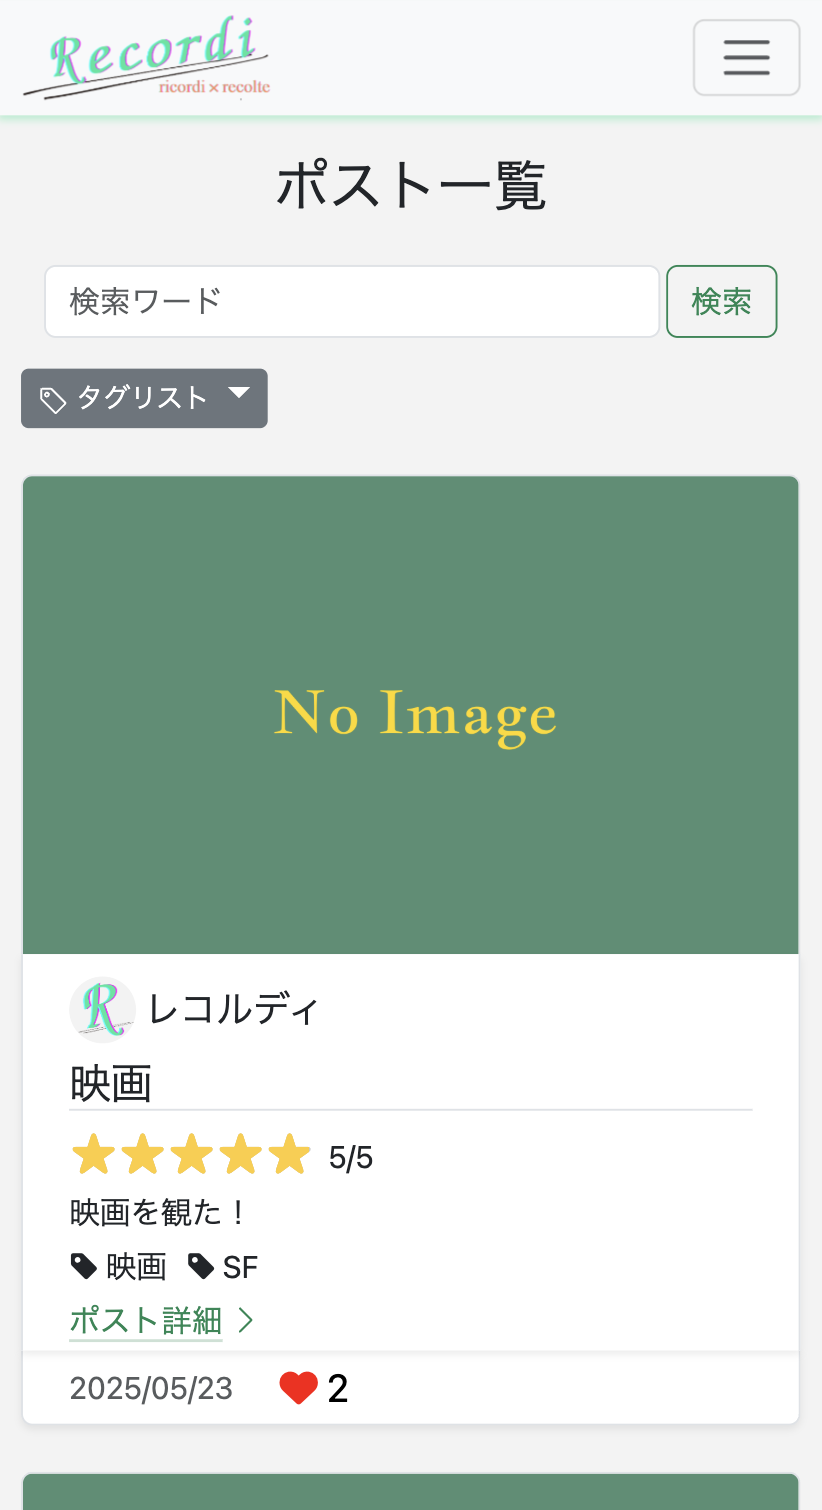 Recordi
ricordi × recolte
ポスト一覧
検索ワード 検索
タグリスト
No Image
R レコルディ
映画
5/5
映画を観た！
映画 SF
ポスト詳細
2025/05/23 2